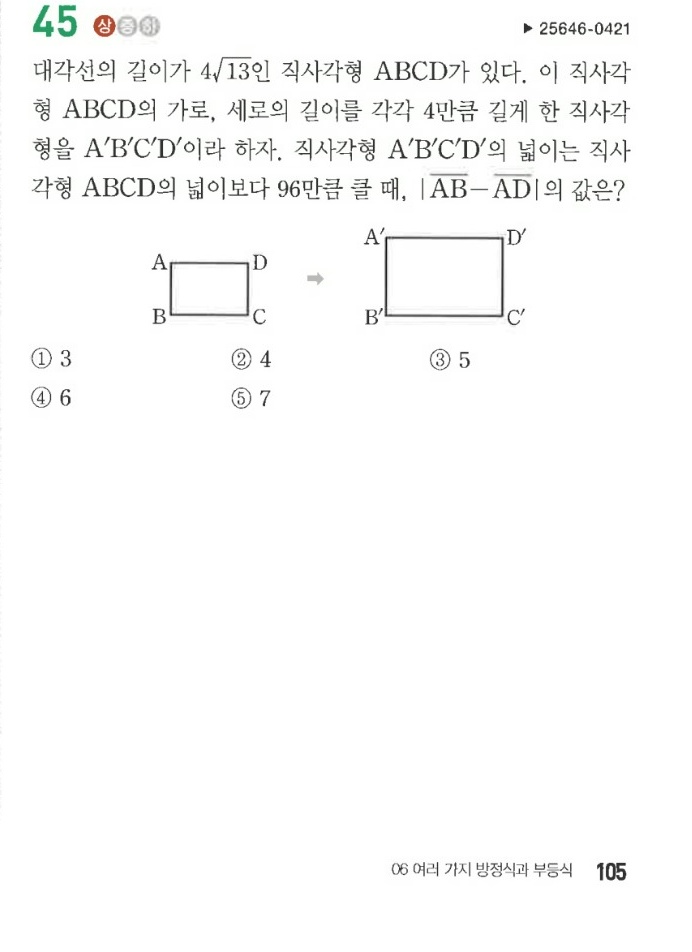 45 상 중 하
▶ 25646-0421
대각선의 길이가 4√13인 직사각형 ABCD가 있다. 이 직사각
형 ABCD의 가로, 세로의 길이를 각각 4만큼 길게 한 직사각
형을 A′B′C′D′이라 하자. 직사각형 A′B′C′D′의 넓이는 직사
각형 ABCD의 넓이보다 96만큼 클 때, |A̅B̅−A̅D̅|의 값은?
A D
B C
➡
A′ D′
B′ C′
① 3 ② 4 ③ 5
④ 6 ⑤ 7
06 여러 가지 방정식과 부등식 105